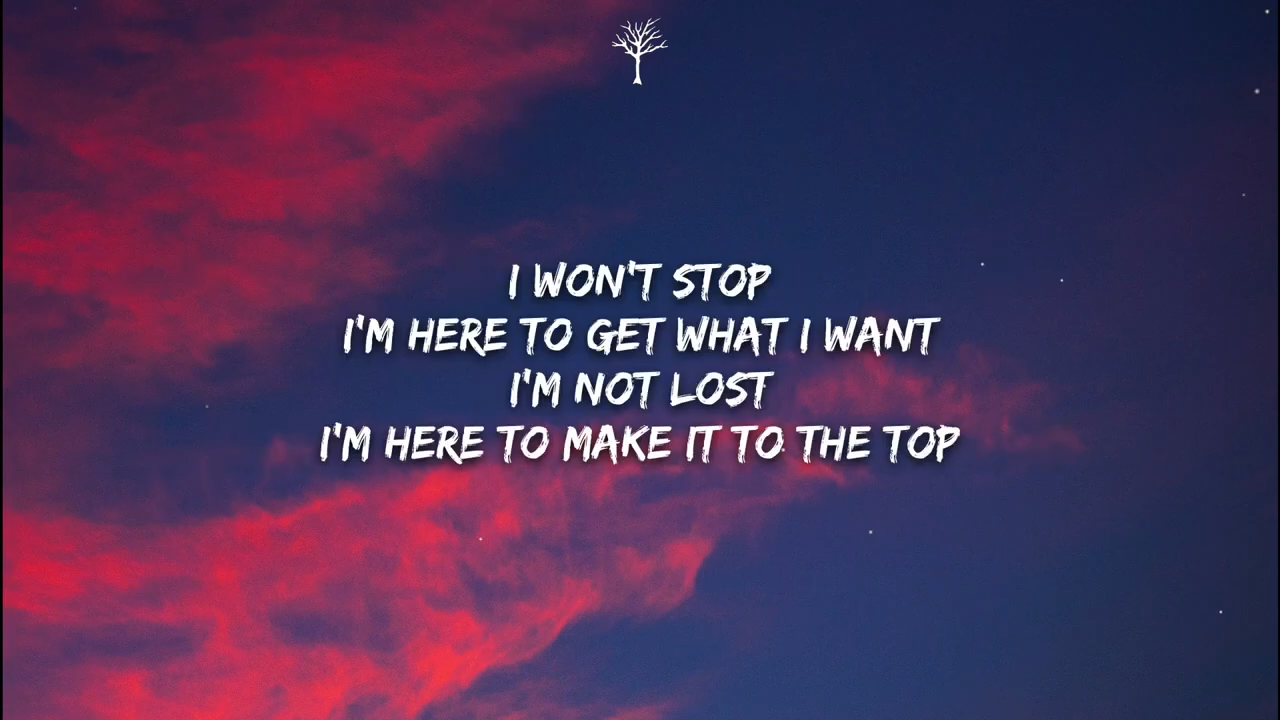 I WON'T STOP
I'M HERE TO GET WHAT I WANT
I'M NOT LOST
I'M HERE TO MAKE IT TO THE TOP